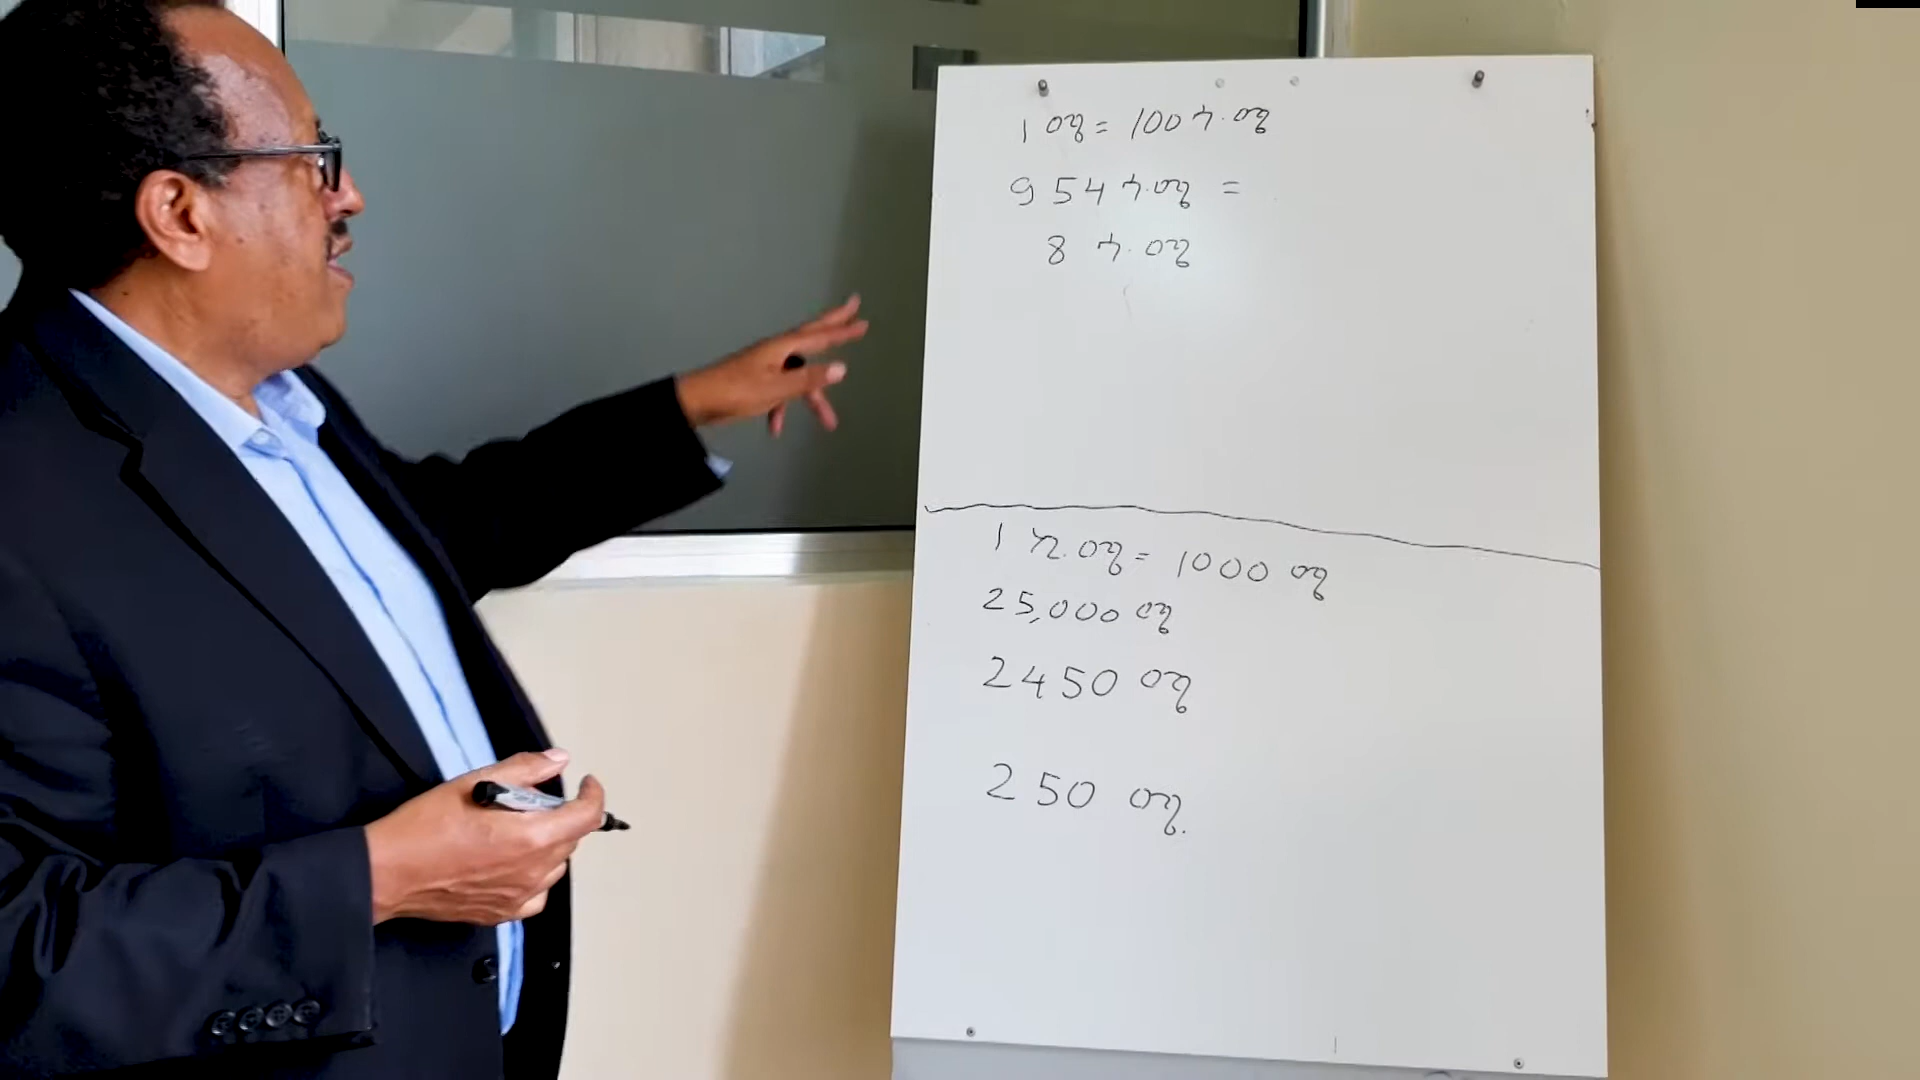 1 ሜ = 100 ሳ.ሜ
954 ሳ.ሜ =
8 ሳ.ሜ
1 ኪ.ሜ = 1000 ሜ
25,000 ሜ
2450 ሜ
250 ሜ.